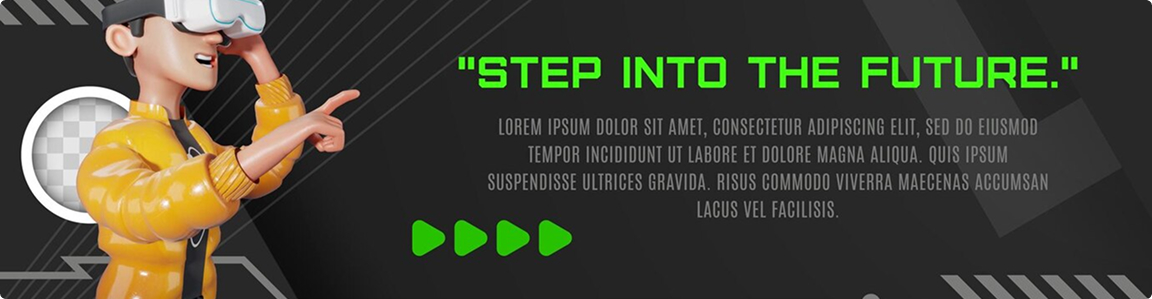 "STEP INTO THE FUTURE."
LOREM IPSUM DOLOR SIT AMET, CONSECTETUR ADIPISCING ELIT, SED DO EIUSMOD
TEMPOR INCIDIDUNT UT LABORE ET DOLORE MAGNA ALIQUA. QUIS IPSUM
SUSPENDISSE ULTRICES GRAVIDA. RISUS COMMODO VIVERRA MAECENAS ACCUMSAN
LACUS VEL FACILISIS.